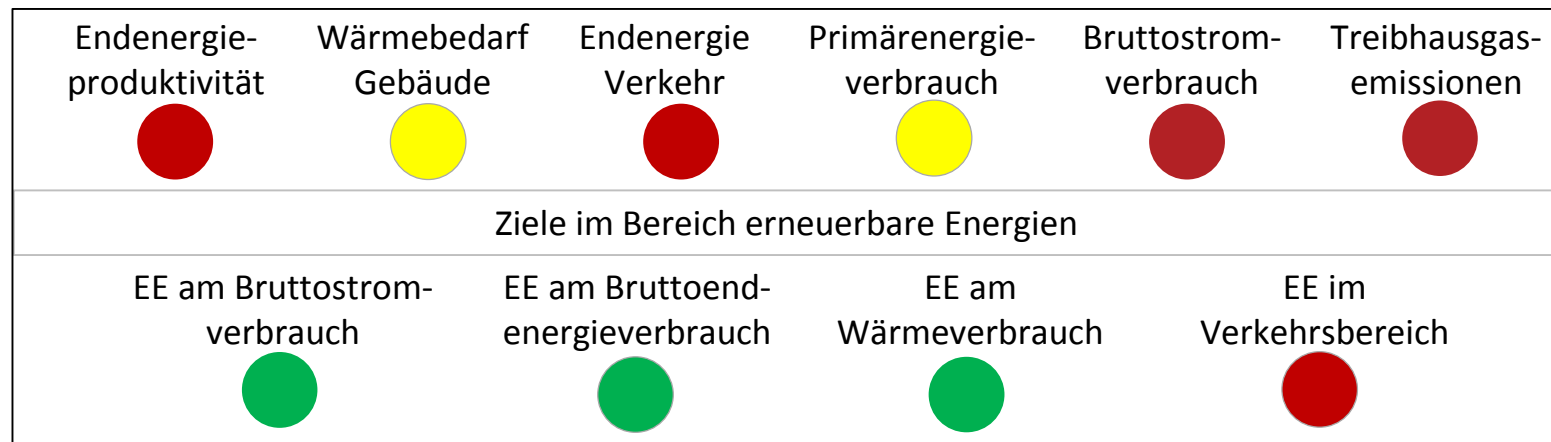 Endenergie-
produktivität
Wärmebedarf
Gebäude
Endenergie
Verkehr
Primärenergie-
verbrauch
Bruttostrom-
verbrauch
Treibhausgas-
emissionen
Ziele im Bereich erneuerbare Energien
EE am Bruttostrom-
verbrauch
EE am Bruttoend-
energieverbrauch
EE am
Wärmeverbrauch
EE im
Verkehrsbereich